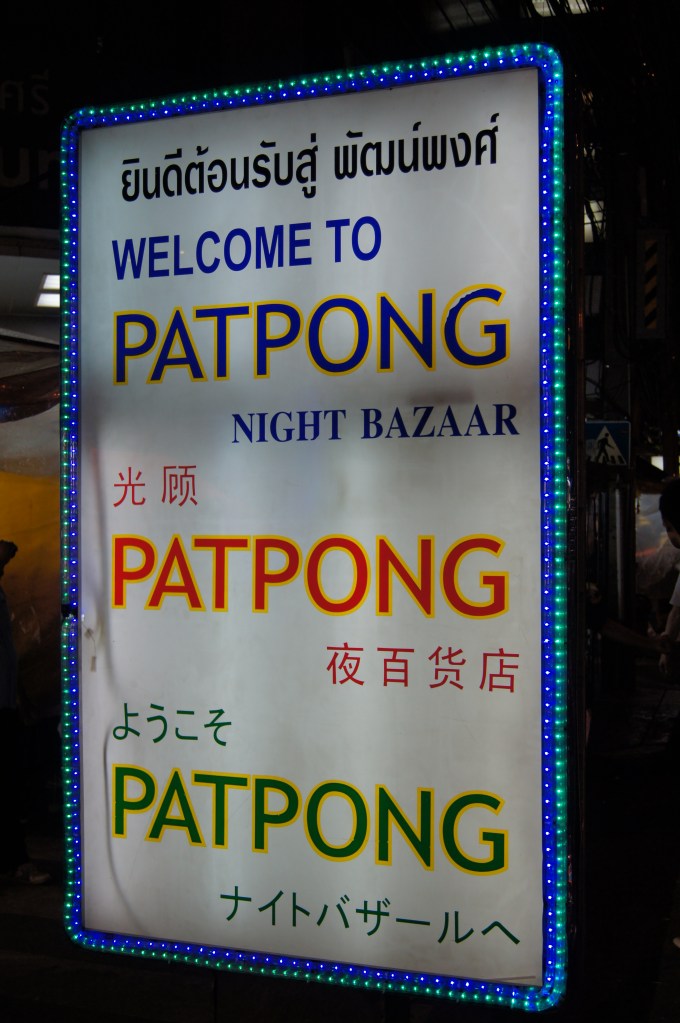 ยินดีต้อนรับสู่ พัฒน์พงศ์
WELCOME TO
PATPONG
NIGHT BAZAAR
光顾
PATPONG
夜百货店
ようこそ
PATPONG
ナイトバザールへ